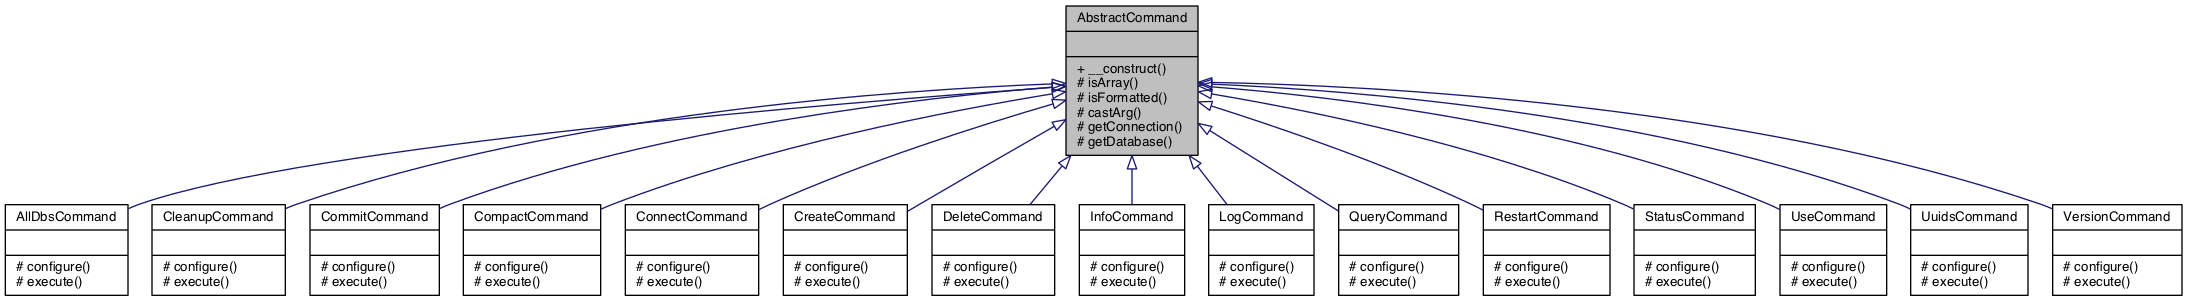 AbstractCommand
+ __construct()
# isArray()
# isFormatted()
# castArg()
# getConnection()
# getDatabase()
AllDbsCommand
# configure()
# execute()
CleanupCommand
# configure()
# execute()
CommitCommand
# configure()
# execute()
CompactCommand
# configure()
# execute()
ConnectCommand
# configure()
# execute()
CreateCommand
# configure()
# execute()
DeleteCommand
# configure()
# execute()
InfoCommand
# configure()
# execute()
LogCommand
# configure()
# execute()
QueryCommand
# configure()
# execute()
RestartCommand
# configure()
# execute()
StatusCommand
# configure()
# execute()
UseCommand
# configure()
# execute()
UuidsCommand
# configure()
# execute()
VersionCommand
# configure()
# execute()